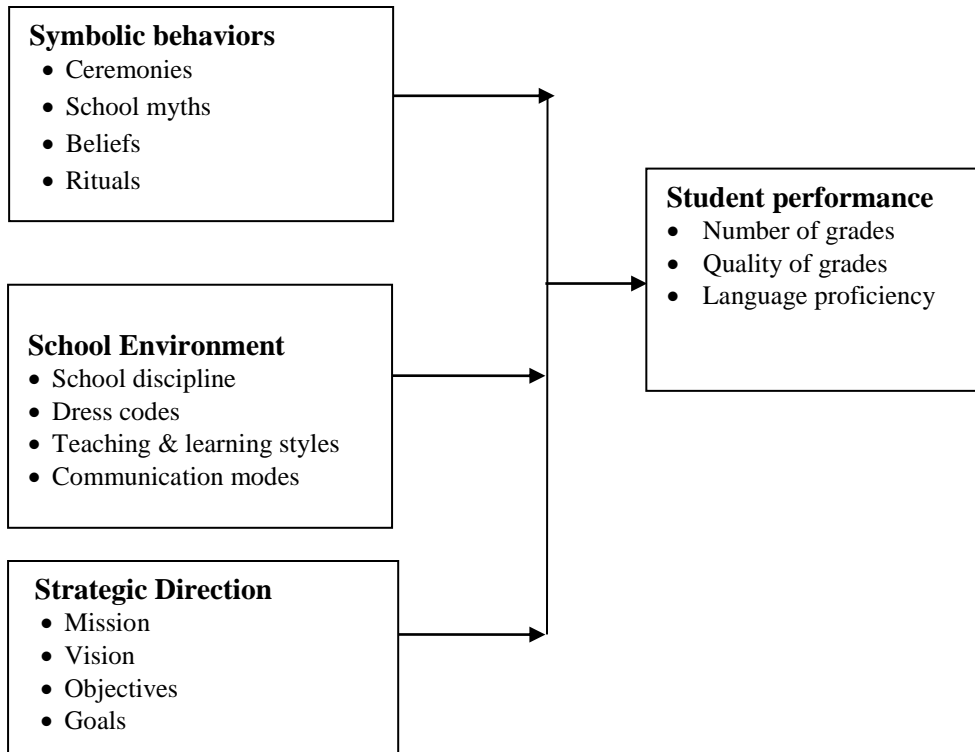 Symbolic behaviors
• Ceremonies
• School myths
• Beliefs
• Rituals
School Environment
• School discipline
• Dress codes
• Teaching & learning styles
• Communication modes
Strategic Direction
• Mission
• Vision
• Objectives
• Goals
Student performance
• Number of grades
• Quality of grades
• Language proficiency